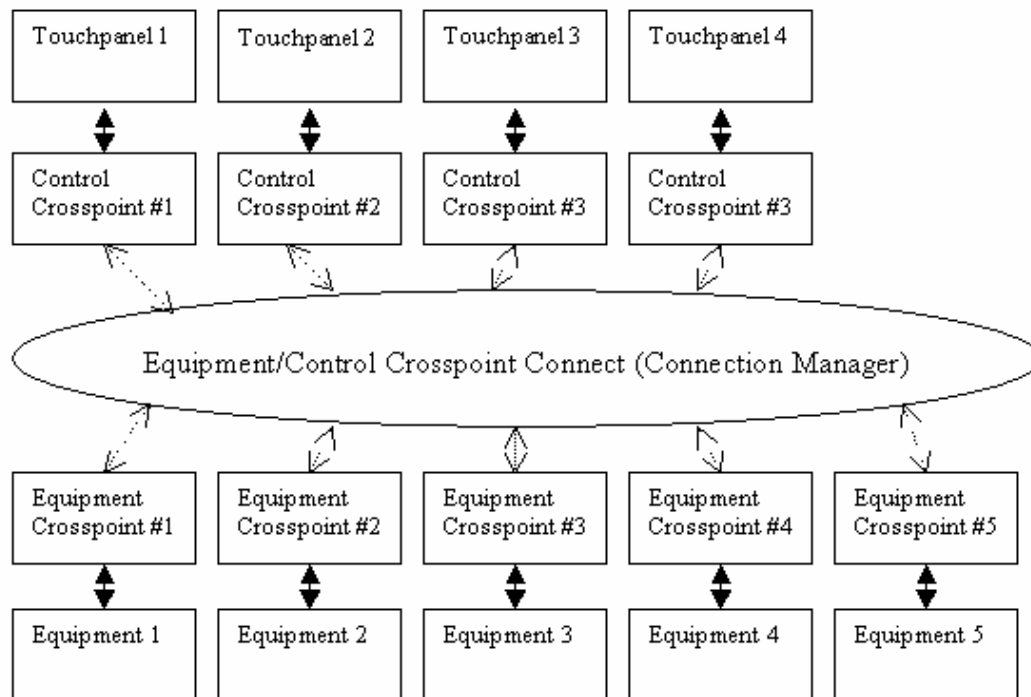 Touchpanel 1
Touchpanel 2
Touchpanel 3
Touchpanel 4
Control
Crosspoint #1
Control
Crosspoint #2
Control
Crosspoint #3
Control
Crosspoint #3
Equipment/Control Crosspoint Connect (Connection Manager)
Equipment
Crosspoint #1
Equipment
Crosspoint #2
Equipment
Crosspoint #3
Equipment
Crosspoint #4
Equipment
Crosspoint #5
Equipment 1
Equipment 2
Equipment 3
Equipment 4
Equipment 5